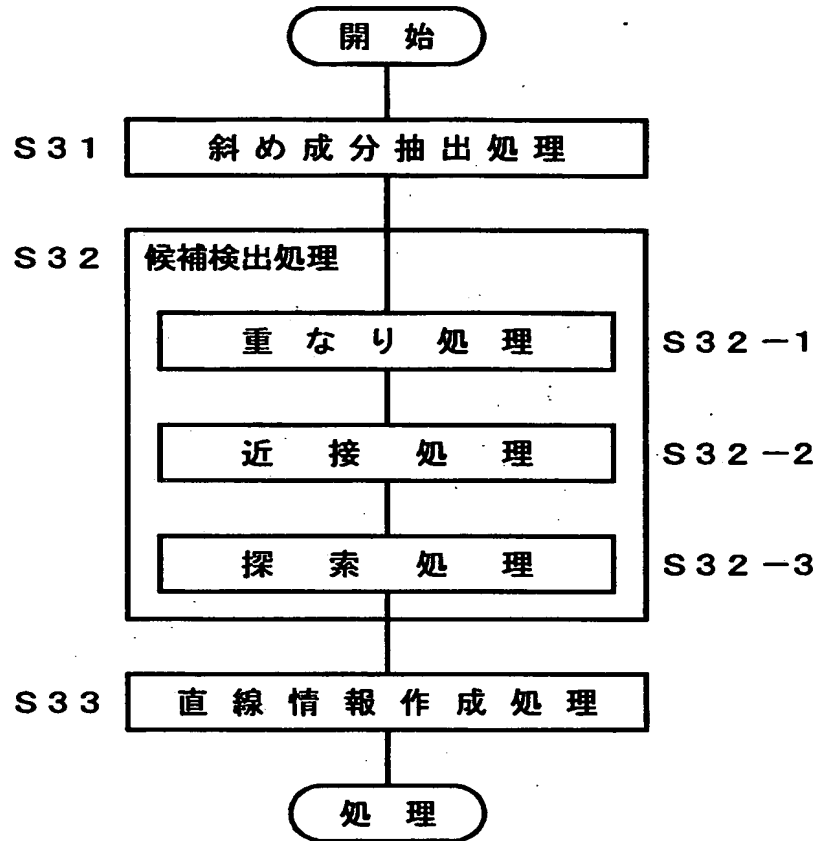 開始
S31 斜め成分抽出処理
S32 候補検出処理
重なり処理 S32-1
近接処理 S32-2
探索処理 S32-3
S33 直線情報作成処理
処理